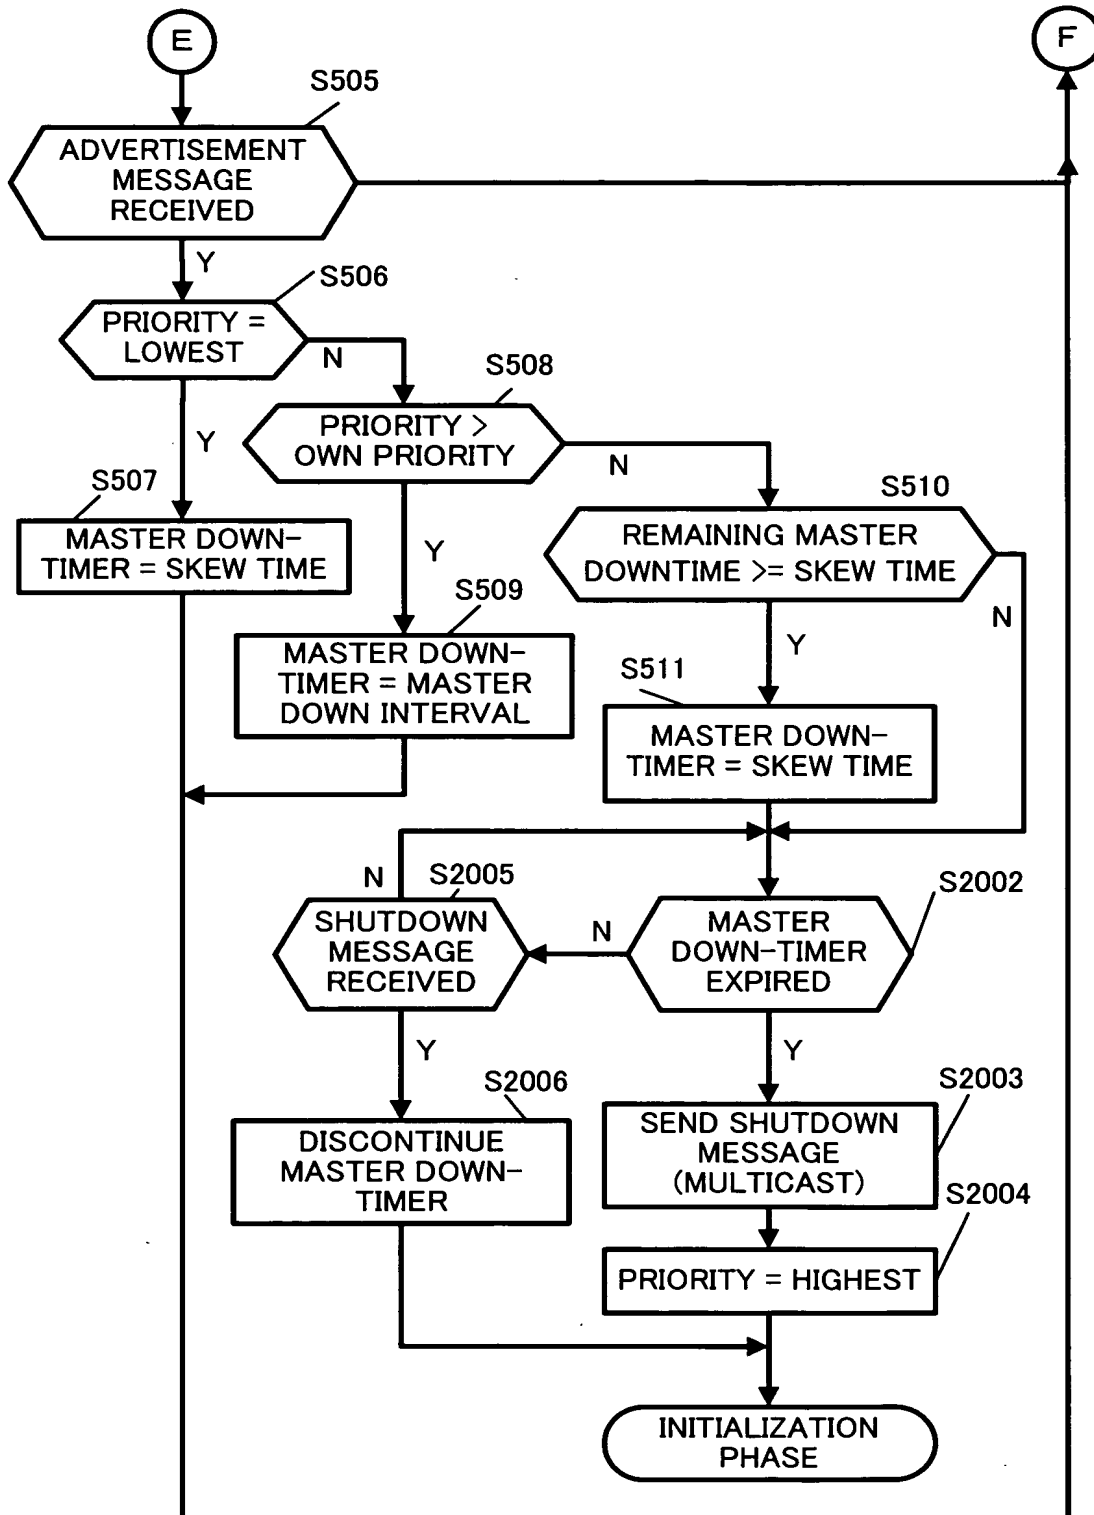 E
F
S505
ADVERTISEMENT
MESSAGE
RECEIVED
Y
S506
PRIORITY =
LOWEST
N
S508
Y
PRIORITY >
OWN PRIORITY
N
S507
S510
MASTER DOWN-
TIMER = SKEW TIME
Y
REMAINING MASTER
DOWNTIME >= SKEW TIME
S509
N
MASTER DOWN-
TIMER = MASTER
DOWN INTERVAL
Y
S511
MASTER DOWN-
TIMER = SKEW TIME
N
S2005
S2002
SHUTDOWN
MESSAGE
RECEIVED
N
MASTER
DOWN-TIMER
EXPIRED
Y
Y
S2006
S2003
DISCONTINUE
MASTER DOWN-
TIMER
SEND SHUTDOWN
MESSAGE
(MULTICAST)
S2004
PRIORITY = HIGHEST
INITIALIZATION
PHASE